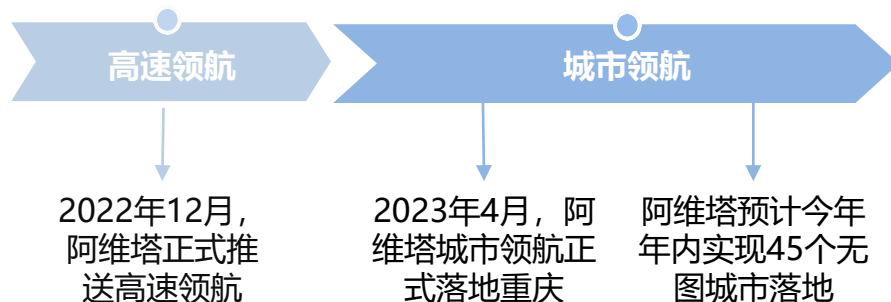 高速领航
城市领航
2022年12月，
阿维塔正式推
送高速领航
2023年4月，阿
维塔城市领航正
式落地重庆
阿维塔预计今年
年内实现45个无
图城市落地